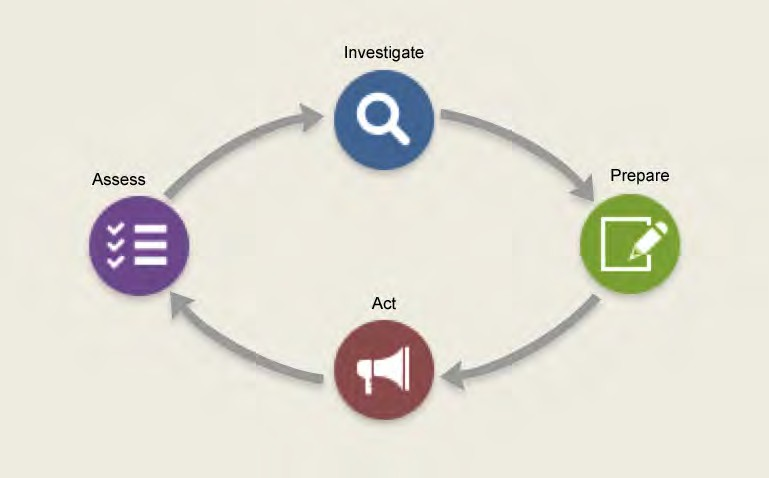 Investigate
Prepare
Assess
Act